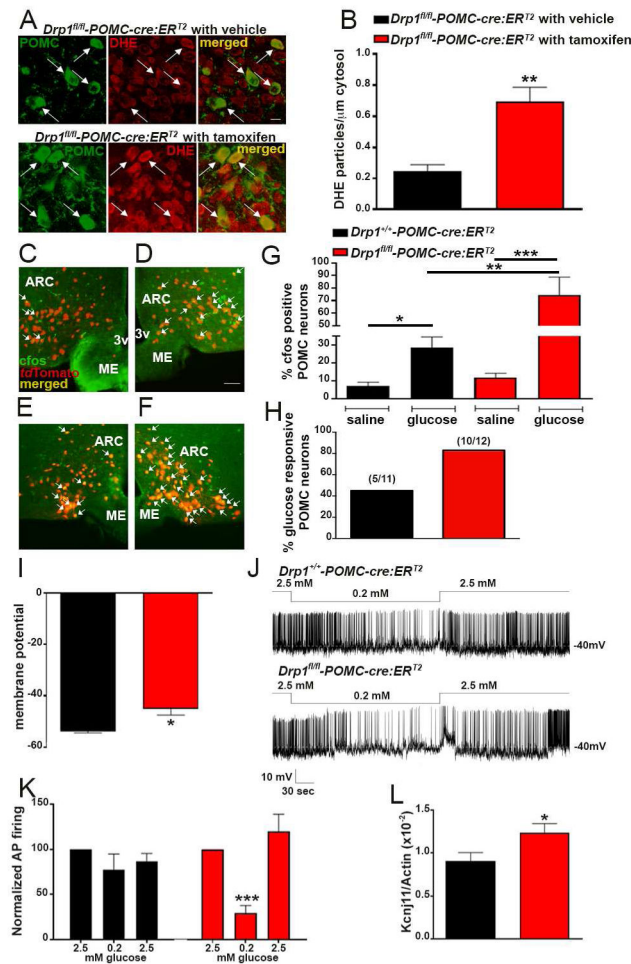 A
Drp1fl/fl-POMC-cre:ERT2 with vehicle
POMC
DHE
merged
Drp1fl/fl-POMC-cre:ERT2 with tamoxifen
POMC
DHE
merged
B
Drp1fl/fl-POMC-cre:ERT2 with vehicle
Drp1fl/fl-POMC-cre:ERT2 with tamoxifen
DHE particles/µm cytosol
1.0
0.8
0.6
0.4
0.2
0.0
**
C
ARC
3v
ME
cfos
tdTomato
merged
D
ARC
3v
ME
E
ARC
ME
F
ARC
ME
G
Drp1+/+-POMC-cre:ERT2
Drp1fl/fl-POMC-cre:ERT2
% cfos positive
POMC neurons
100
90
80
70
60
50
30
20
10
0
*
**
***
saline
glucose
saline
glucose
H
% glucose responsive
POMC neurons
100
80
60
40
20
0
(5/11)
(10/12)
I
membrane potential
0
-20
-40
-60
*
J
Drp1+/+-POMC-cre:ERT2
2.5 mM
0.2 mM
2.5 mM
-40mV
Drp1fl/fl-POMC-cre:ERT2
2.5 mM
0.2 mM
2.5 mM
-40mV
10 mV
30 sec
K
Normalized AP firing
150
100
50
0
***
2.5 0.2 2.5
mM glucose
2.5 0.2 2.5
mM glucose
L
Kcnj11/Actin (x10-2)
1.5
1.0
0.5
0.0
*